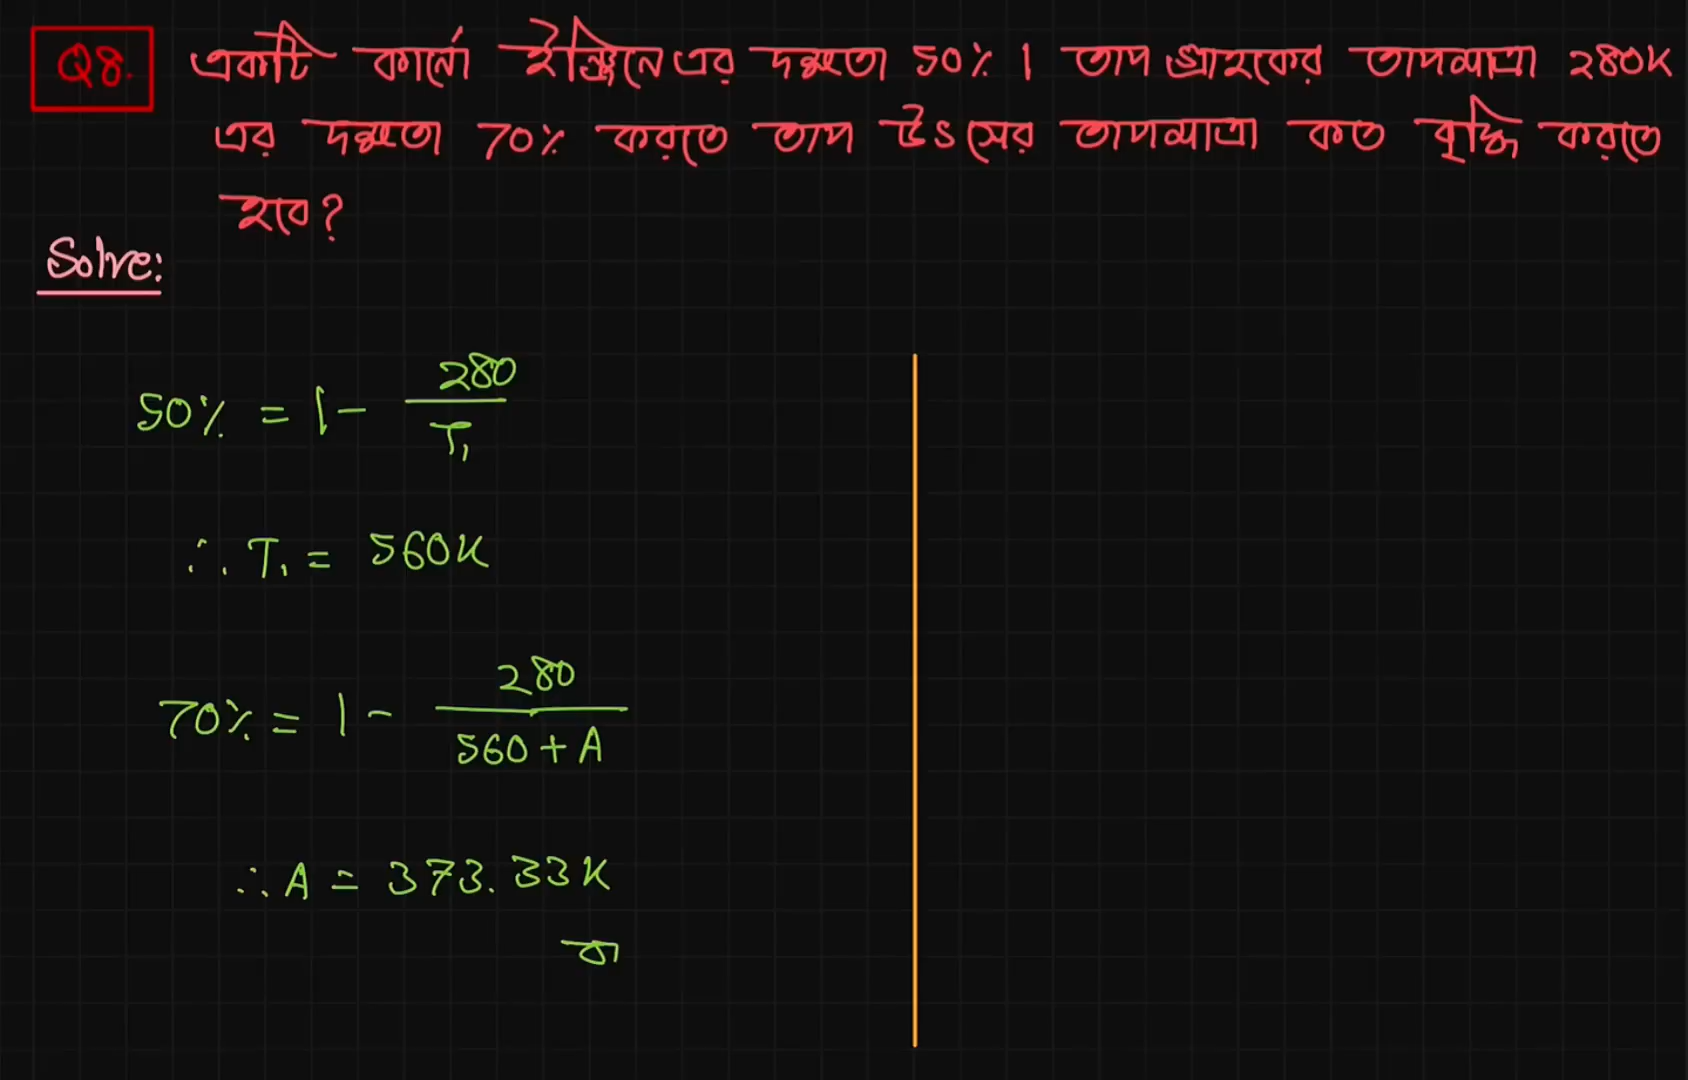 Q8. একটি কার্নো ইঞ্জিনে এর দক্ষতা 50% । তাপ গ্রাহকের তাপমাত্রা 280K
এর দক্ষতা 70% করতে তাপ উৎসের তাপমাত্রা কত বৃদ্ধি করতে
হবে?
Solve:
50% = 1 - 280/T₁
∴ T₁ = 560K
70% = 1 - 280/(560 + A)
∴ A = 373.33K
বা